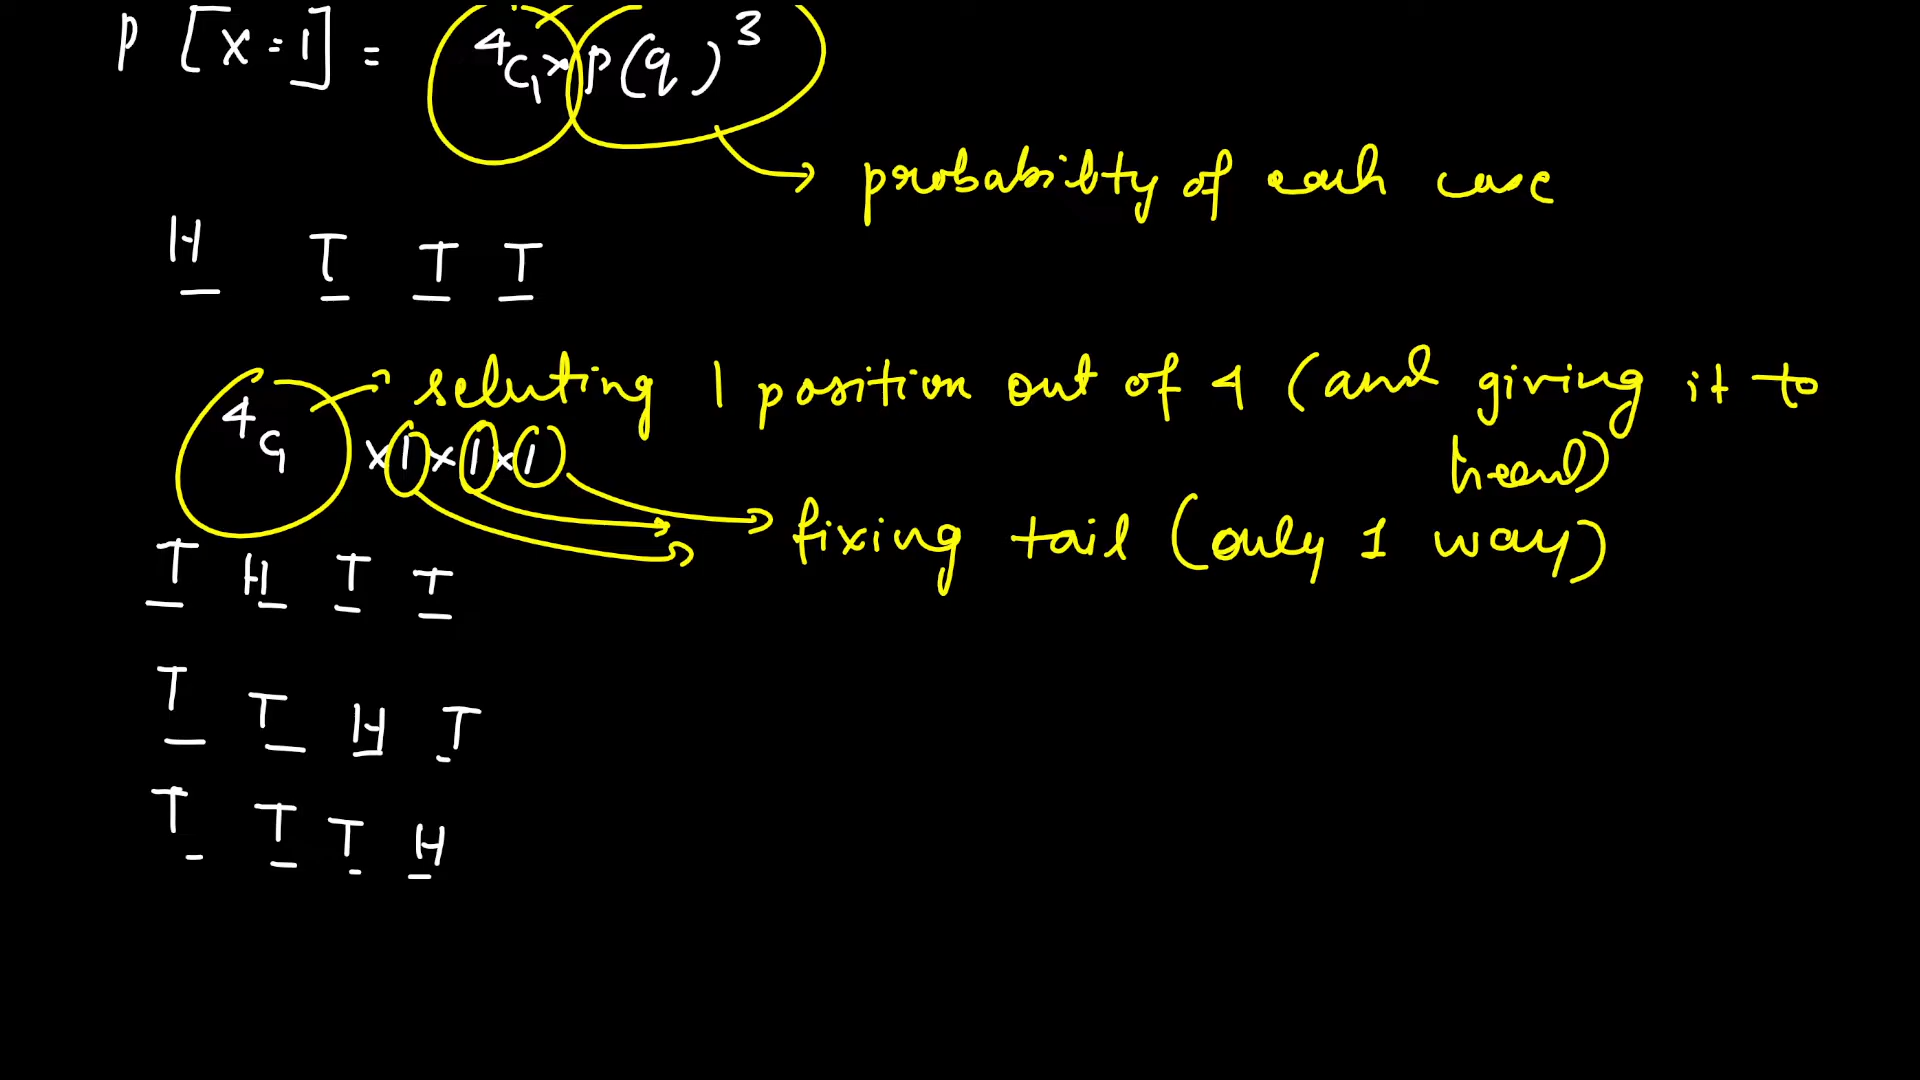 P [x=1] = ⁴C₁ × p(q)³
probability of each case
H T T T
selecting 1 position out of 4 (and giving it to
head)
⁴C₁ ×1×1×1
fixing tail (only 1 way)
T H T T
T T H T
T T T H